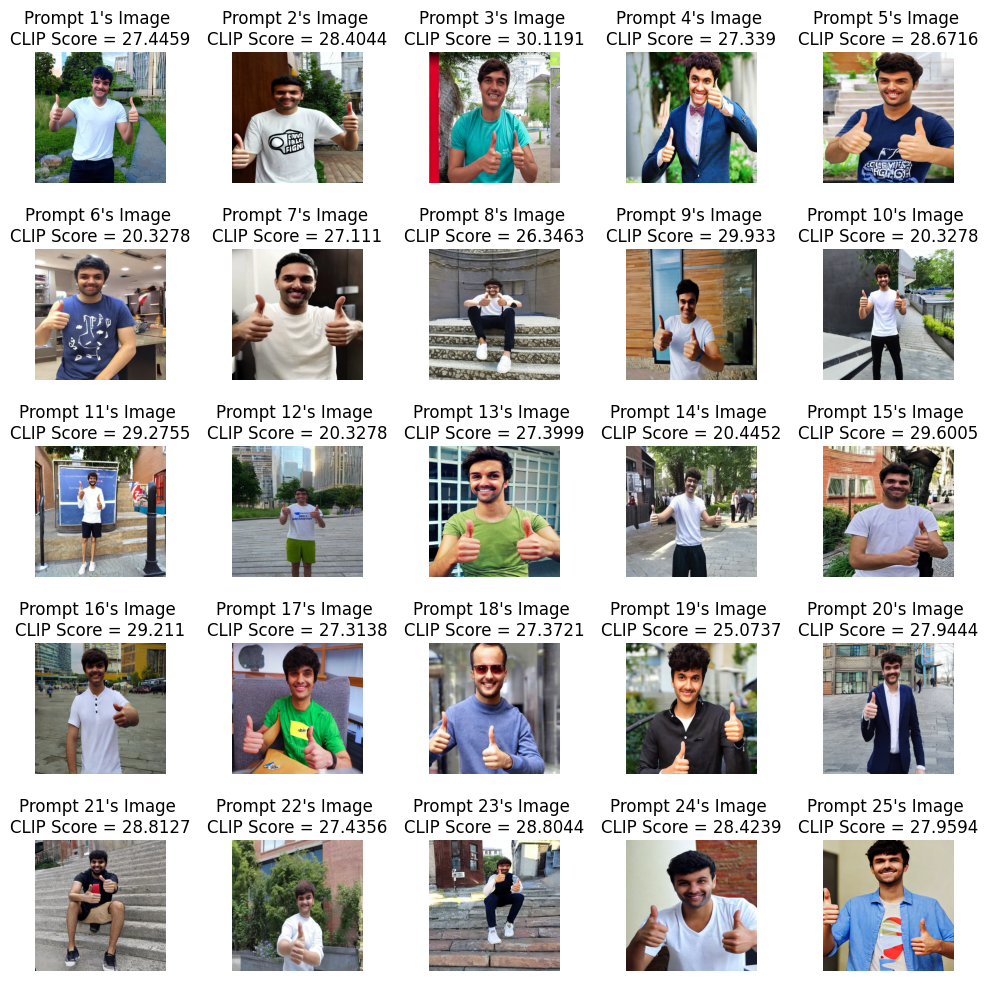 Prompt 1's Image
CLIP Score = 27.4459
Prompt 2's Image
CLIP Score = 28.4044
Prompt 3's Image
CLIP Score = 30.1191
Prompt 4's Image
CLIP Score = 27.339
Prompt 5's Image
CLIP Score = 28.6716
Prompt 6's Image
CLIP Score = 20.3278
Prompt 7's Image
CLIP Score = 27.111
Prompt 8's Image
CLIP Score = 26.3463
Prompt 9's Image
CLIP Score = 29.933
Prompt 10's Image
CLIP Score = 20.3278
Prompt 11's Image
CLIP Score = 29.2755
Prompt 12's Image
CLIP Score = 20.3278
Prompt 13's Image
CLIP Score = 27.3999
Prompt 14's Image
CLIP Score = 20.4452
Prompt 15's Image
CLIP Score = 29.6005
Prompt 16's Image
CLIP Score = 29.211
Prompt 17's Image
CLIP Score = 27.3138
Prompt 18's Image
CLIP Score = 27.3721
Prompt 19's Image
CLIP Score = 25.0737
Prompt 20's Image
CLIP Score = 27.9444
Prompt 21's Image
CLIP Score = 28.8127
Prompt 22's Image
CLIP Score = 27.4356
Prompt 23's Image
CLIP Score = 28.8044
Prompt 24's Image
CLIP Score = 28.4239
Prompt 25's Image
CLIP Score = 27.9594